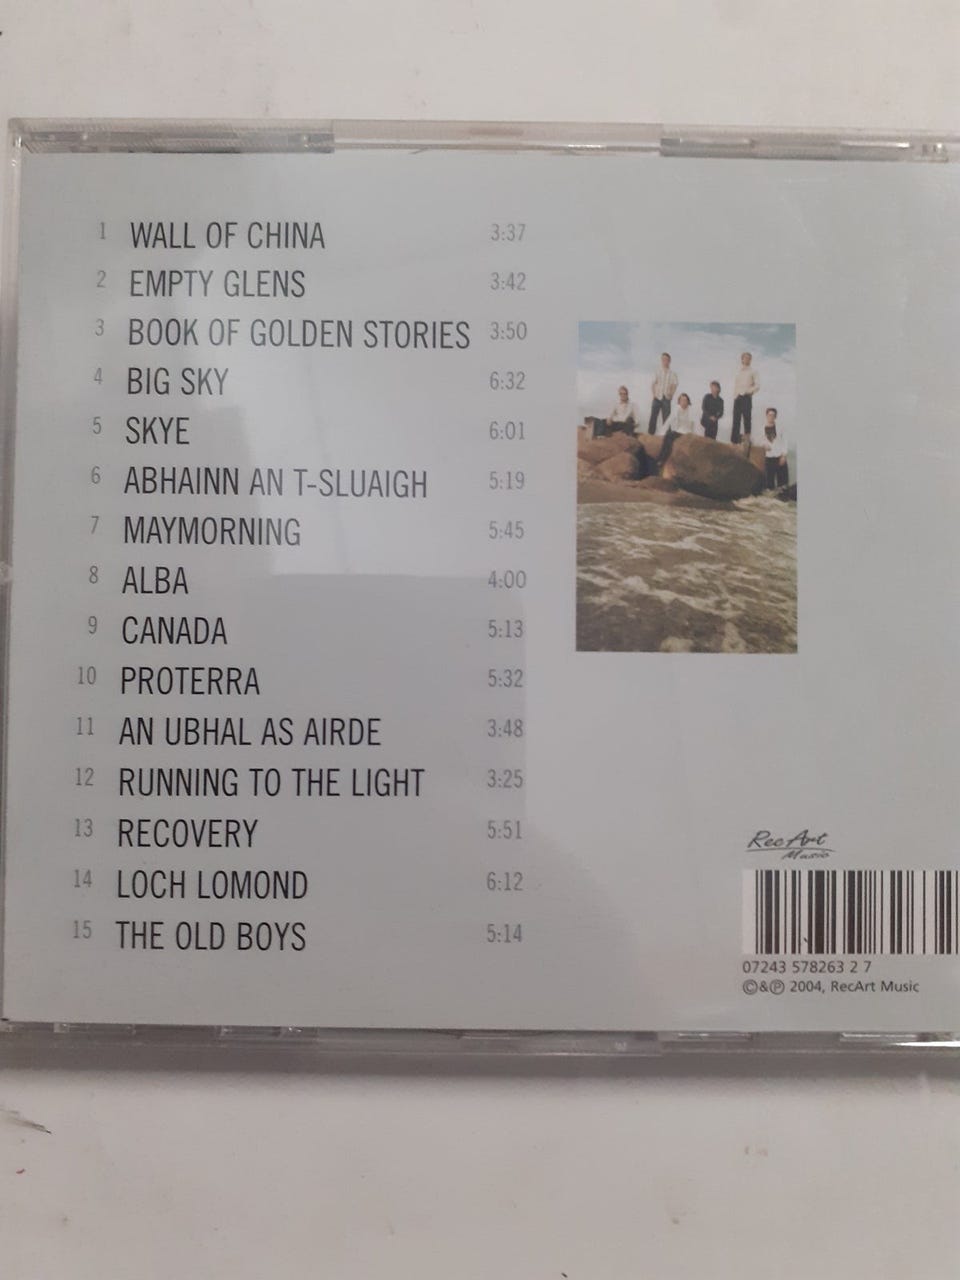 1 WALL OF CHINA 3:37
2 EMPTY GLENS 3:42
3 BOOK OF GOLDEN STORIES 3:50
4 BIG SKY 6:32
5 SKYE 6:01
6 ABHAINN AN T-SLUAIGH 5:19
7 MAYMORNING 5:45
8 ALBA 4:00
9 CANADA 5:13
10 PROTERRA 5:32
11 AN UBHAL AS AIRDE 3:48
12 RUNNING TO THE LIGHT 3:25
13 RECOVERY 5:51
14 LOCH LOMOND 6:12
15 THE OLD BOYS 5:14
RecArt
Music
07243 578263 2 7
©&℗ 2004, RecArt Music